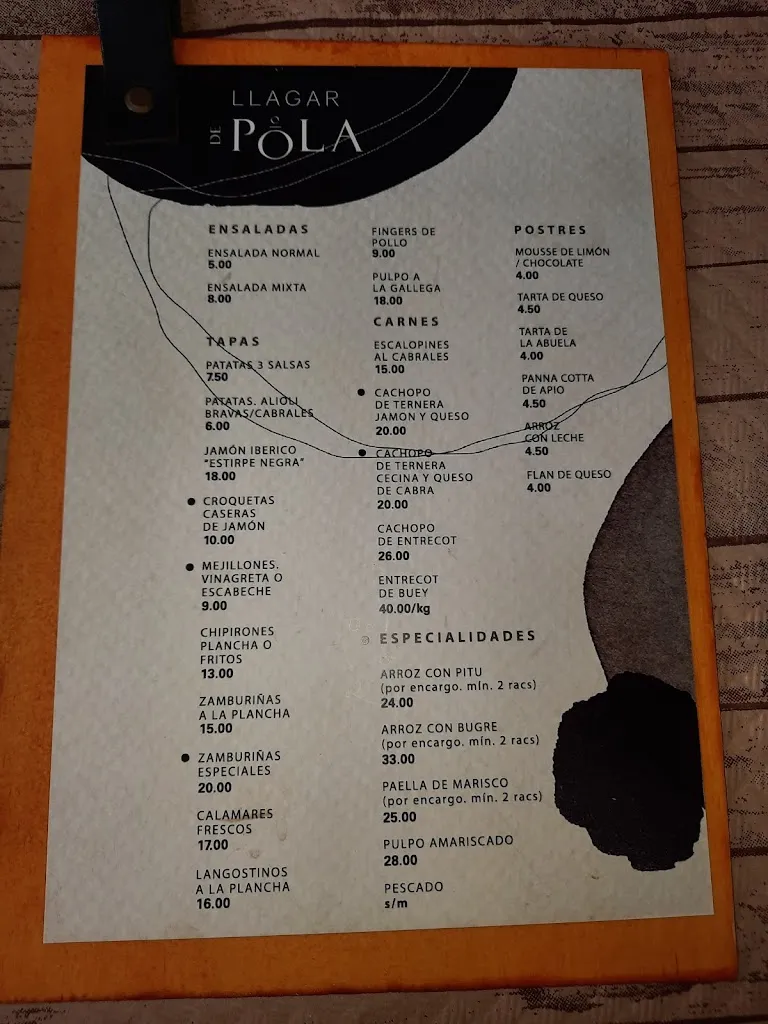 LLAGAR
DE PÔLA
ENSALADAS
ENSALADA NORMAL
5.00
ENSALADA MIXTA
8.00
TAPAS
PATATAS 3 SALSAS
7.50
PATATAS. ALIOLI
BRAVAS/CABRALES
6.00
JAMÓN IBERICO
"ESTIRPE NEGRA"
18.00
CROQUETAS
CASERAS
DE JAMÓN
10.00
MEJILLONES.
VINAGRETA O
ESCABECHE
9.00
CHIPIRONES
PLANCHA O
FRITOS
13.00
ZAMBURIÑAS
A LA PLANCHA
15.00
ZAMBURIÑAS
ESPECIALES
20.00
CALAMARES
FRESCOS
17.00
LANGOSTINOS
A LA PLANCHA
16.00
FINGERS DE
POLLO
9.00
PULPO A
LA GALLEGA
18.00
CARNES
ESCALOPINES
AL CABRALES
15.00
CACHOPO
DE TERNERA
JAMON Y QUESO
20.00
CACHOPO
DE TERNERA
CECINA Y QUESO
DE CABRA
20.00
CACHOPO
DE ENTRECOT
26.00
ENTRECOT
DE BUEY
40.00/kg
ESPECIALIDADES
ARROZ CON PITU
(por encargo. mín. 2 racs)
24.00
ARROZ CON BUGRE
(por encargo. mín. 2 racs)
33.00
PAELLA DE MARISCO
(por encargo. mín. 2 racs)
25.00
PULPO AMARISCADO
28.00
PESCADO
s/m
POSTRES
MOUSSE DE LIMÓN
/ CHOCOLATE
4.00
TARTA DE QUESO
4.50
TARTA DE
LA ABUELA
4.00
PANNA COTTA
DE APIO
4.50
ARROZ
CON LECHE
4.50
FLAN DE QUESO
4.00